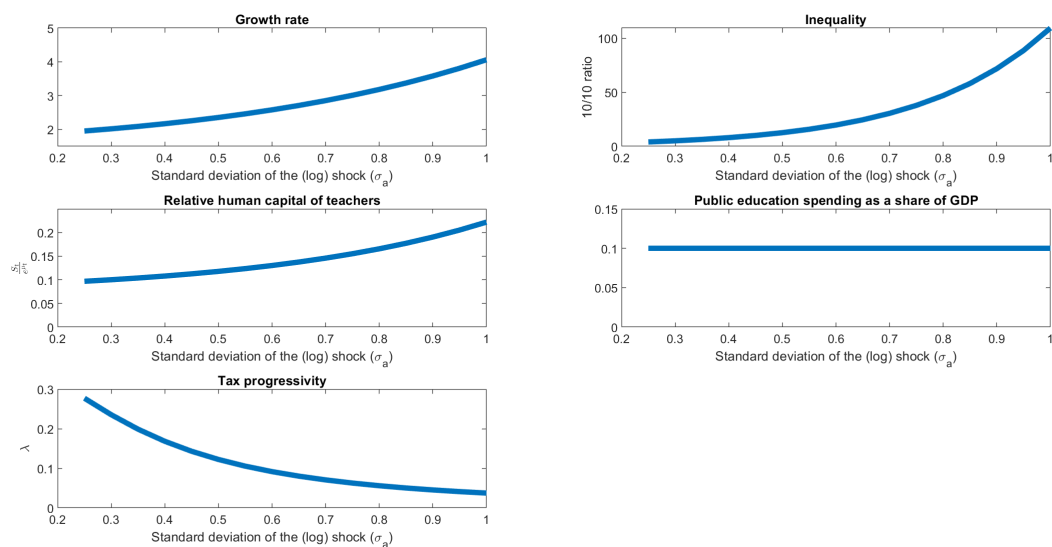 Growth rate
5
4
3
2
0.2 0.3 0.4 0.5 0.6 0.7 0.8 0.9 1
Standard deviation of the (log) shock (σa)
Inequality
10/10 ratio
100
50
0
0.2 0.3 0.4 0.5 0.6 0.7 0.8 0.9 1
Standard deviation of the (log) shock (σa)
Relative human capital of teachers
0.2
0.15
0.1
0.05
0
0.2 0.3 0.4 0.5 0.6 0.7 0.8 0.9 1
Standard deviation of the (log) shock (σa)
Public education spending as a share of GDP
0.15
0.1
0.05
0
0.2 0.3 0.4 0.5 0.6 0.7 0.8 0.9 1
Standard deviation of the (log) shock (σa)
Tax progressivity
λ
0.3
0.2
0.1
0
0.2 0.3 0.4 0.5 0.6 0.7 0.8 0.9 1
Standard deviation of the (log) shock (σa)